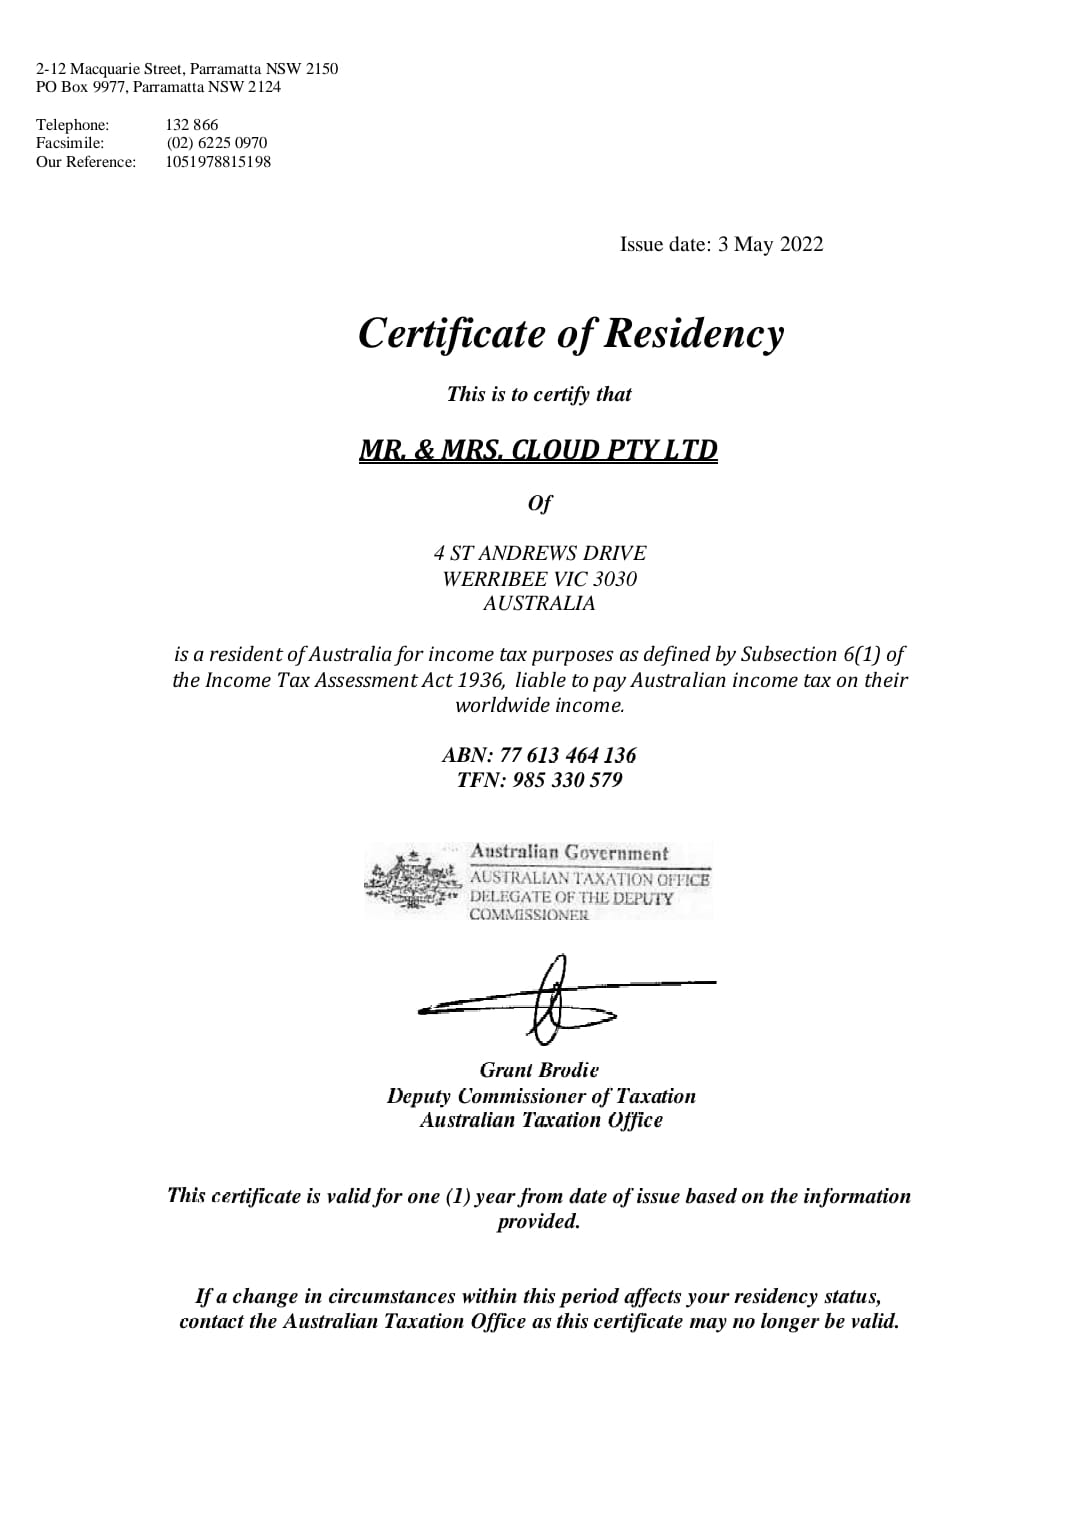 2-12 Macquarie Street, Parramatta NSW 2150
PO Box 9977, Parramatta NSW 2124
Telephone: 132 866
Facsimile: (02) 6225 0970
Our Reference: 1051978815198
Issue date: 3 May 2022
Certificate of Residency
This is to certify that
MR. & MRS. CLOUD PTY LTD
Of
4 ST ANDREWS DRIVE
WERRIBEE VIC 3030
AUSTRALIA
is a resident of Australia for income tax purposes as defined by Subsection 6(1) of
the Income Tax Assessment Act 1936, liable to pay Australian income tax on their
worldwide income.
ABN: 77 613 464 136
TFN: 985 330 579
Australian Government
AUSTRALIAN TAXATION OFFICE
DELEGATE OF THE DEPUTY
COMMISSIONER
Grant Brodie
Deputy Commissioner of Taxation
Australian Taxation Office
This certificate is valid for one (1) year from date of issue based on the information
provided.
If a change in circumstances within this period affects your residency status,
contact the Australian Taxation Office as this certificate may no longer be valid.